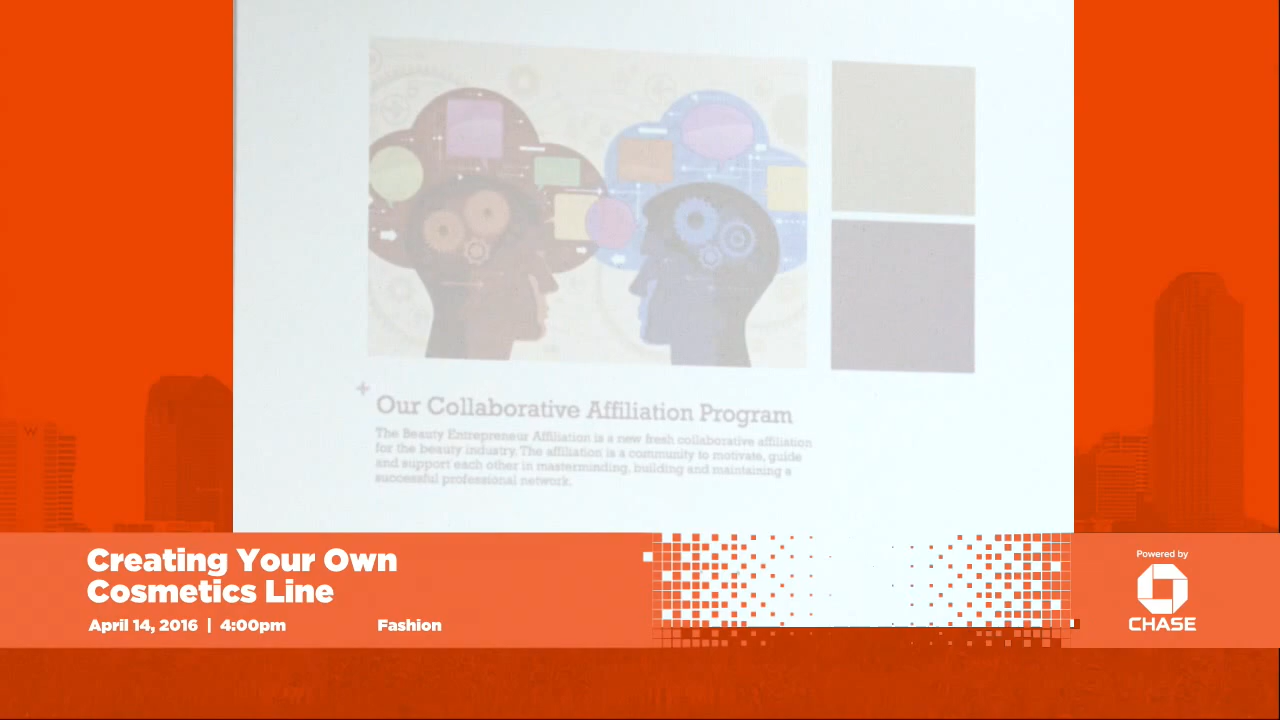 Our Collaborative Affiliation Program
The Beauty Entrepreneur Affiliation is a new fresh collaborative affiliation
for the beauty industry. The affiliation is a community to motivate, guide
and support each other in masterminding, building and maintaining a
successful professional network.
Creating Your Own
Cosmetics Line
April 14, 2016 | 4:00pm
Fashion
Powered by
CHASE
W